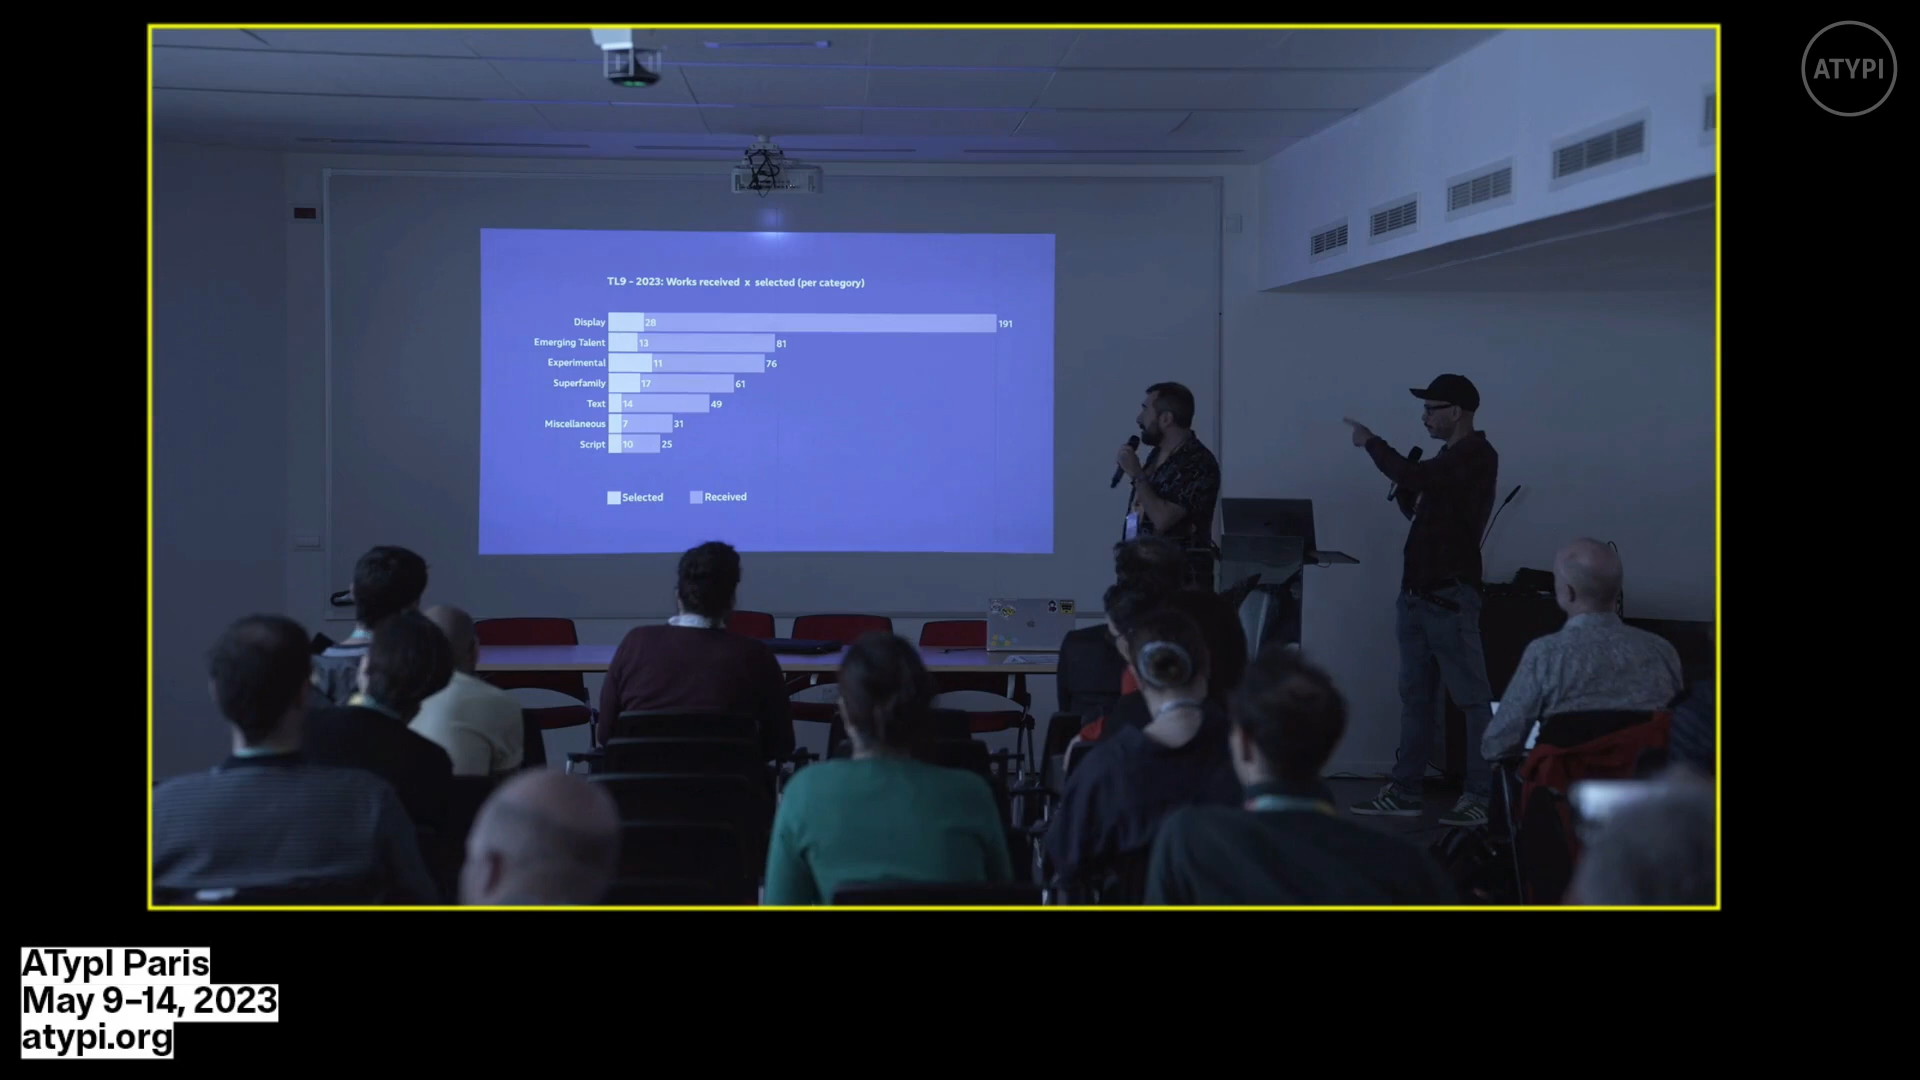 ATYPI
TL9 - 2023: Works received x selected (per category)
Display 28 191
Emerging Talent 13 81
Experimental 11 76
Superfamily 17 61
Text 14 49
Miscellaneous 7 31
Script 10 25
Selected Received
ATypI Paris
May 9–14, 2023
atypi.org